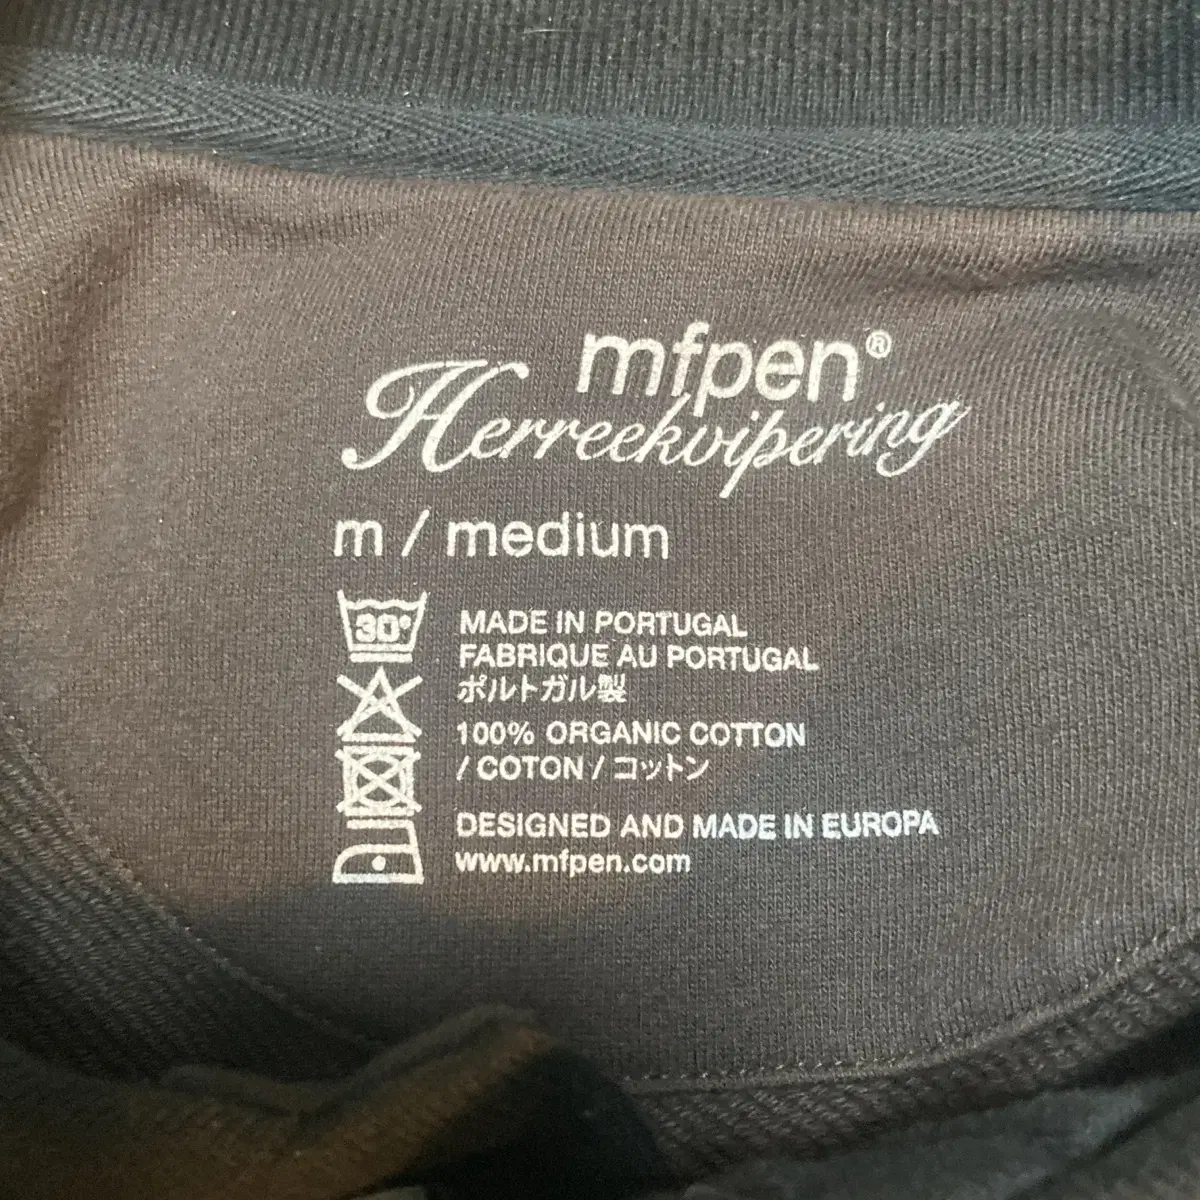 mfpen®
Herreekvipering
m / medium
30°
MADE IN PORTUGAL
FABRIQUE AU PORTUGAL
ポルトガル製
100% ORGANIC COTTON
/ COTON / コットン
DESIGNED AND MADE IN EUROPA
www.mfpen.com